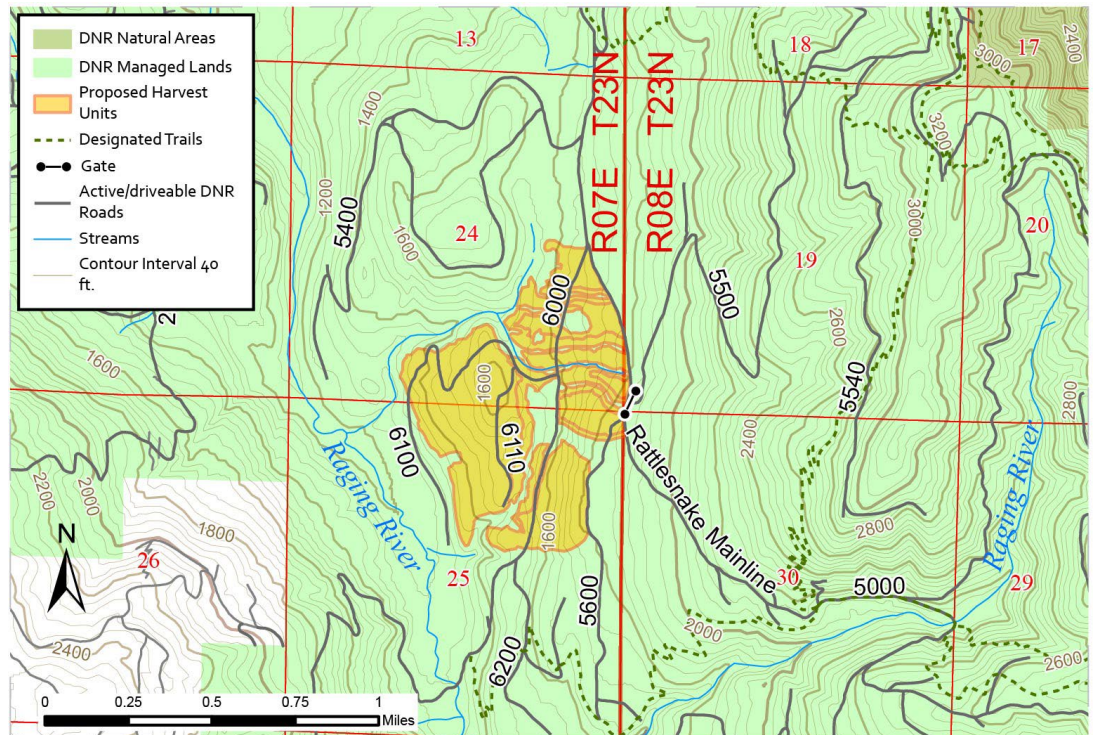 DNR Natural Areas
DNR Managed Lands
Proposed Harvest
Units
Designated Trails
Gate
Active/driveable DNR
Roads
Streams
Contour Interval 40
ft.
13
18
17
2400
3000
3200
R07E T23N
R08E T23N
1400
1200
5400
1600
24
6000
5500
19
3000
20
2600
5540
2
1600
1600
1600
2400
2800
6100
6110
Rattlesnake Mainline
Raging River
Raging River
2200
2000
1800
26
N
2400
25
1600
2800
30
5000
29
5600
6200
2000
2600
0 0.25 0.5 0.75 1
Miles